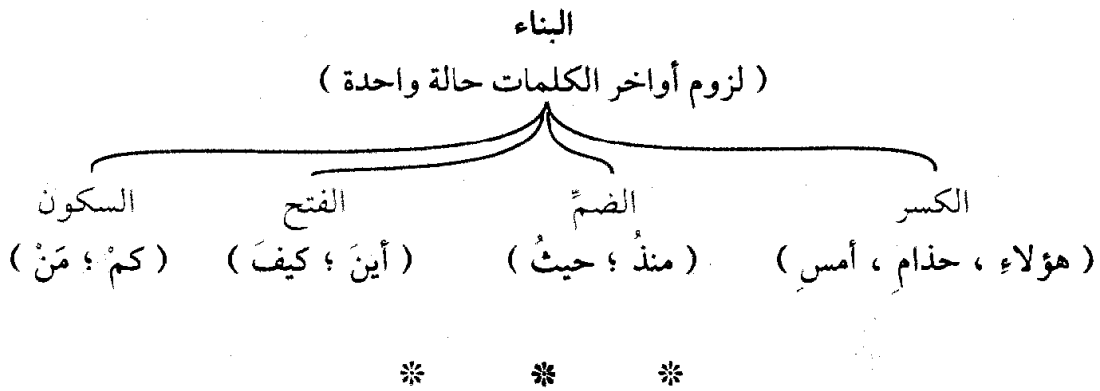 البناء
( لزوم أواخر الكلمات حالة واحدة )
الكسر الضمِّ الفتح السكون
( هؤلاءِ ، حذامِ ، أمسِ ) ( منذُ ؛ حيثُ ) ( أينَ ؛ كيفَ ) ( كمْ ؛ مَنْ )